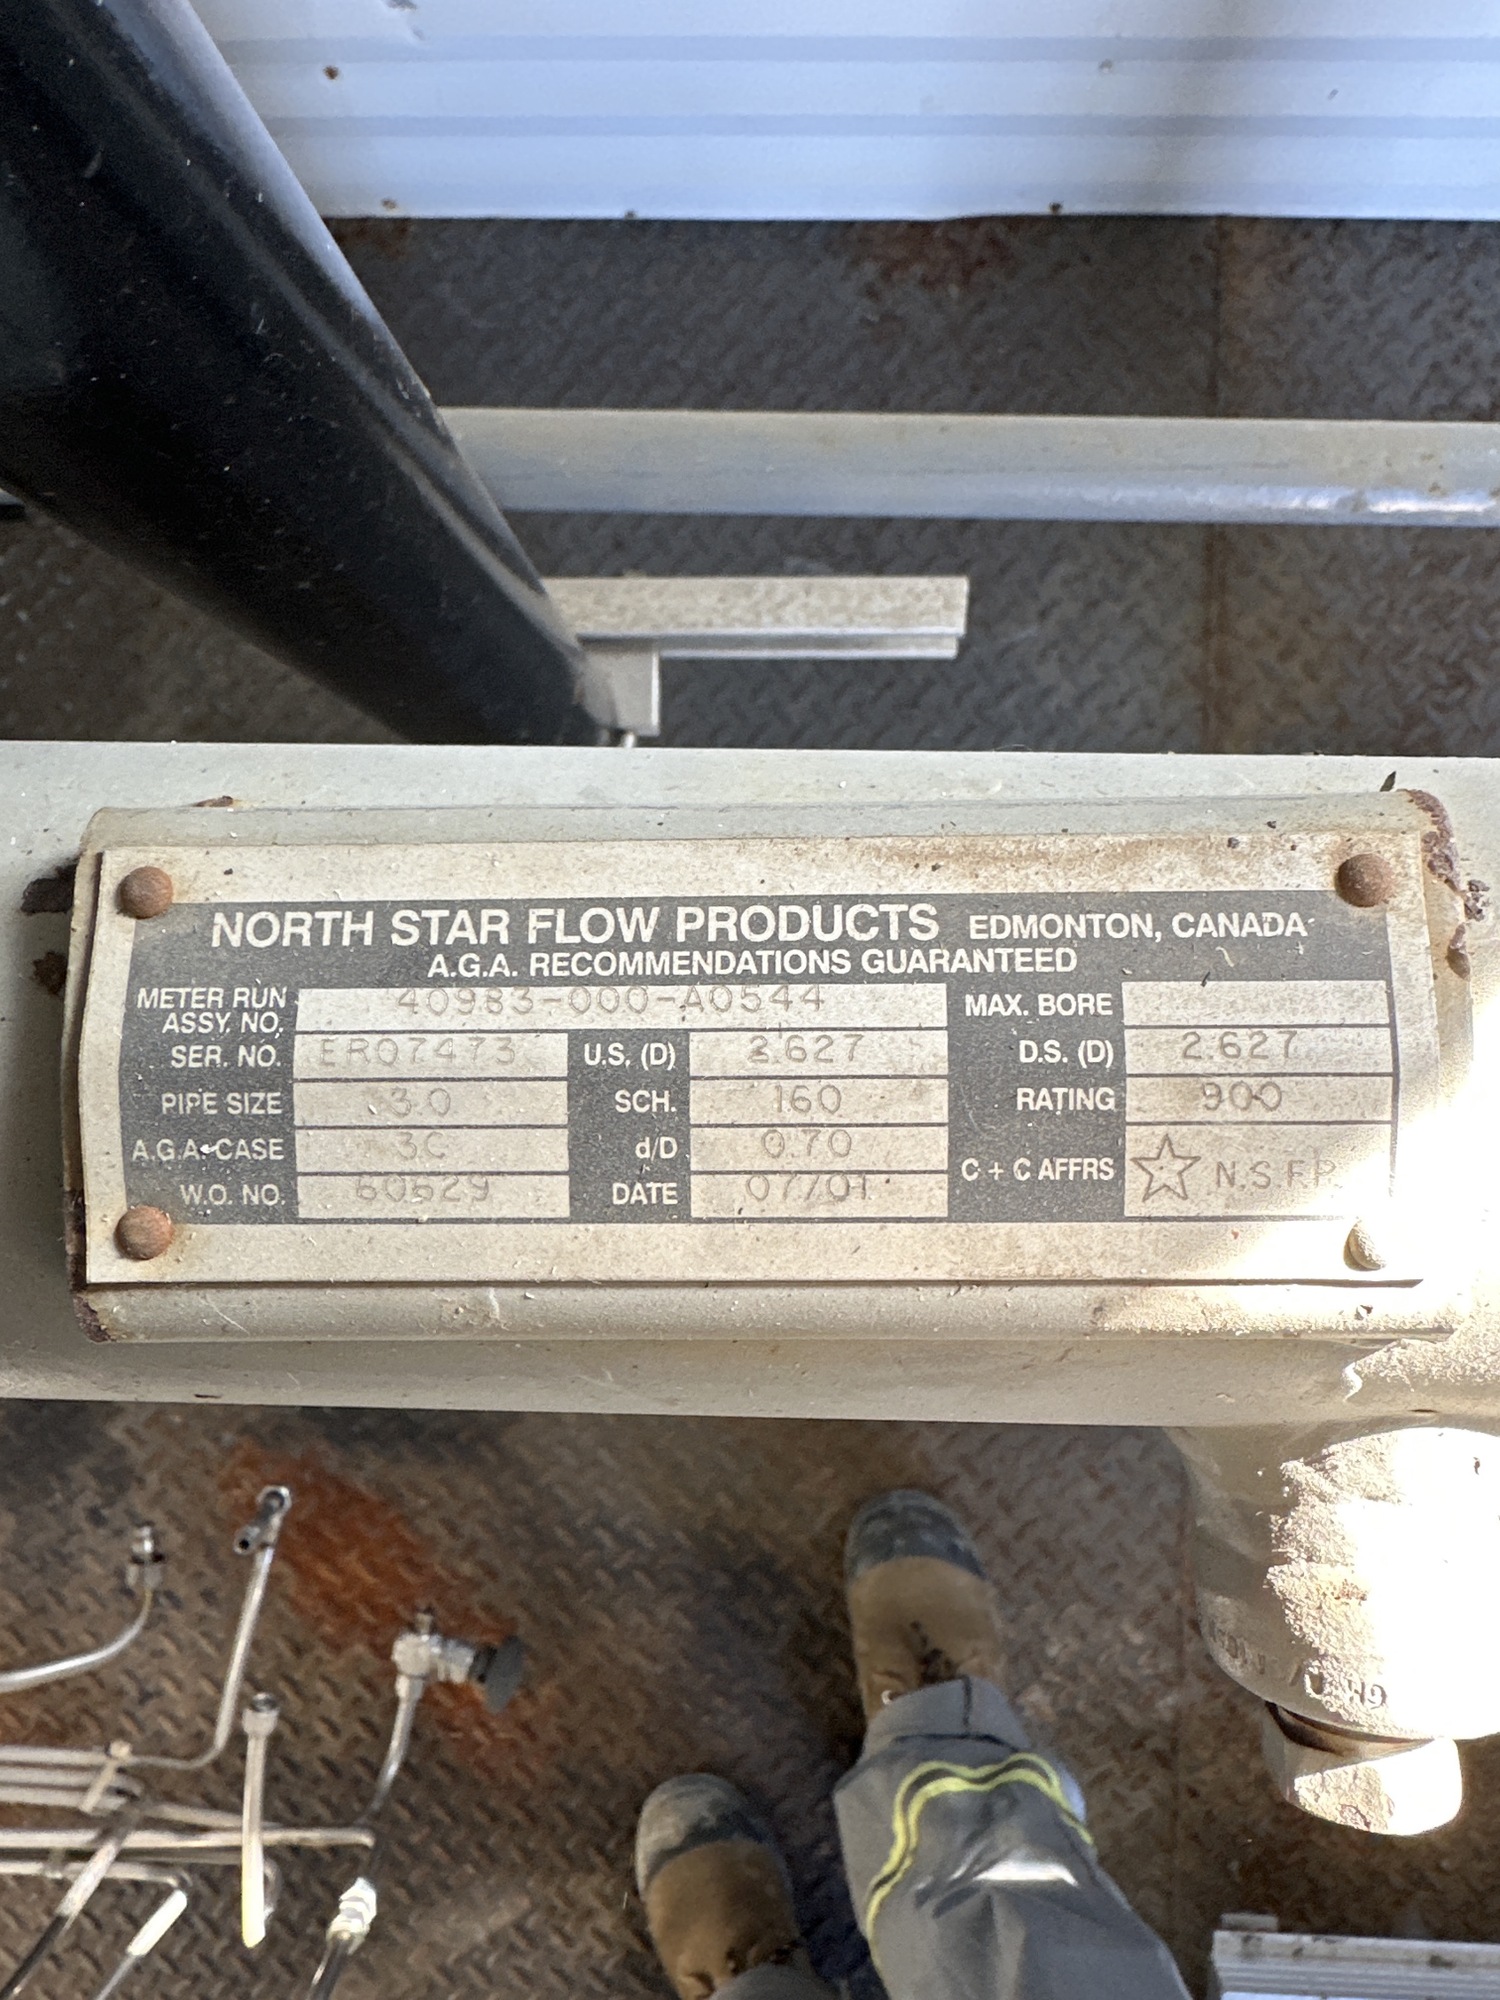 NORTH STAR FLOW PRODUCTS EDMONTON, CANADA
A.G.A. RECOMMENDATIONS GUARANTEED
METER RUN ASSY. NO. 40983-000-A0544 MAX. BORE
SER. NO. ER07473 U.S. (D) 2.627 D.S. (D) 2.627
PIPE SIZE 3.0 SCH. 160 RATING 900
A.G.A. CASE 3C d/D 0.70 C + C AFFRS N.S.F.P.
W.O. NO. 60629 DATE 07/01